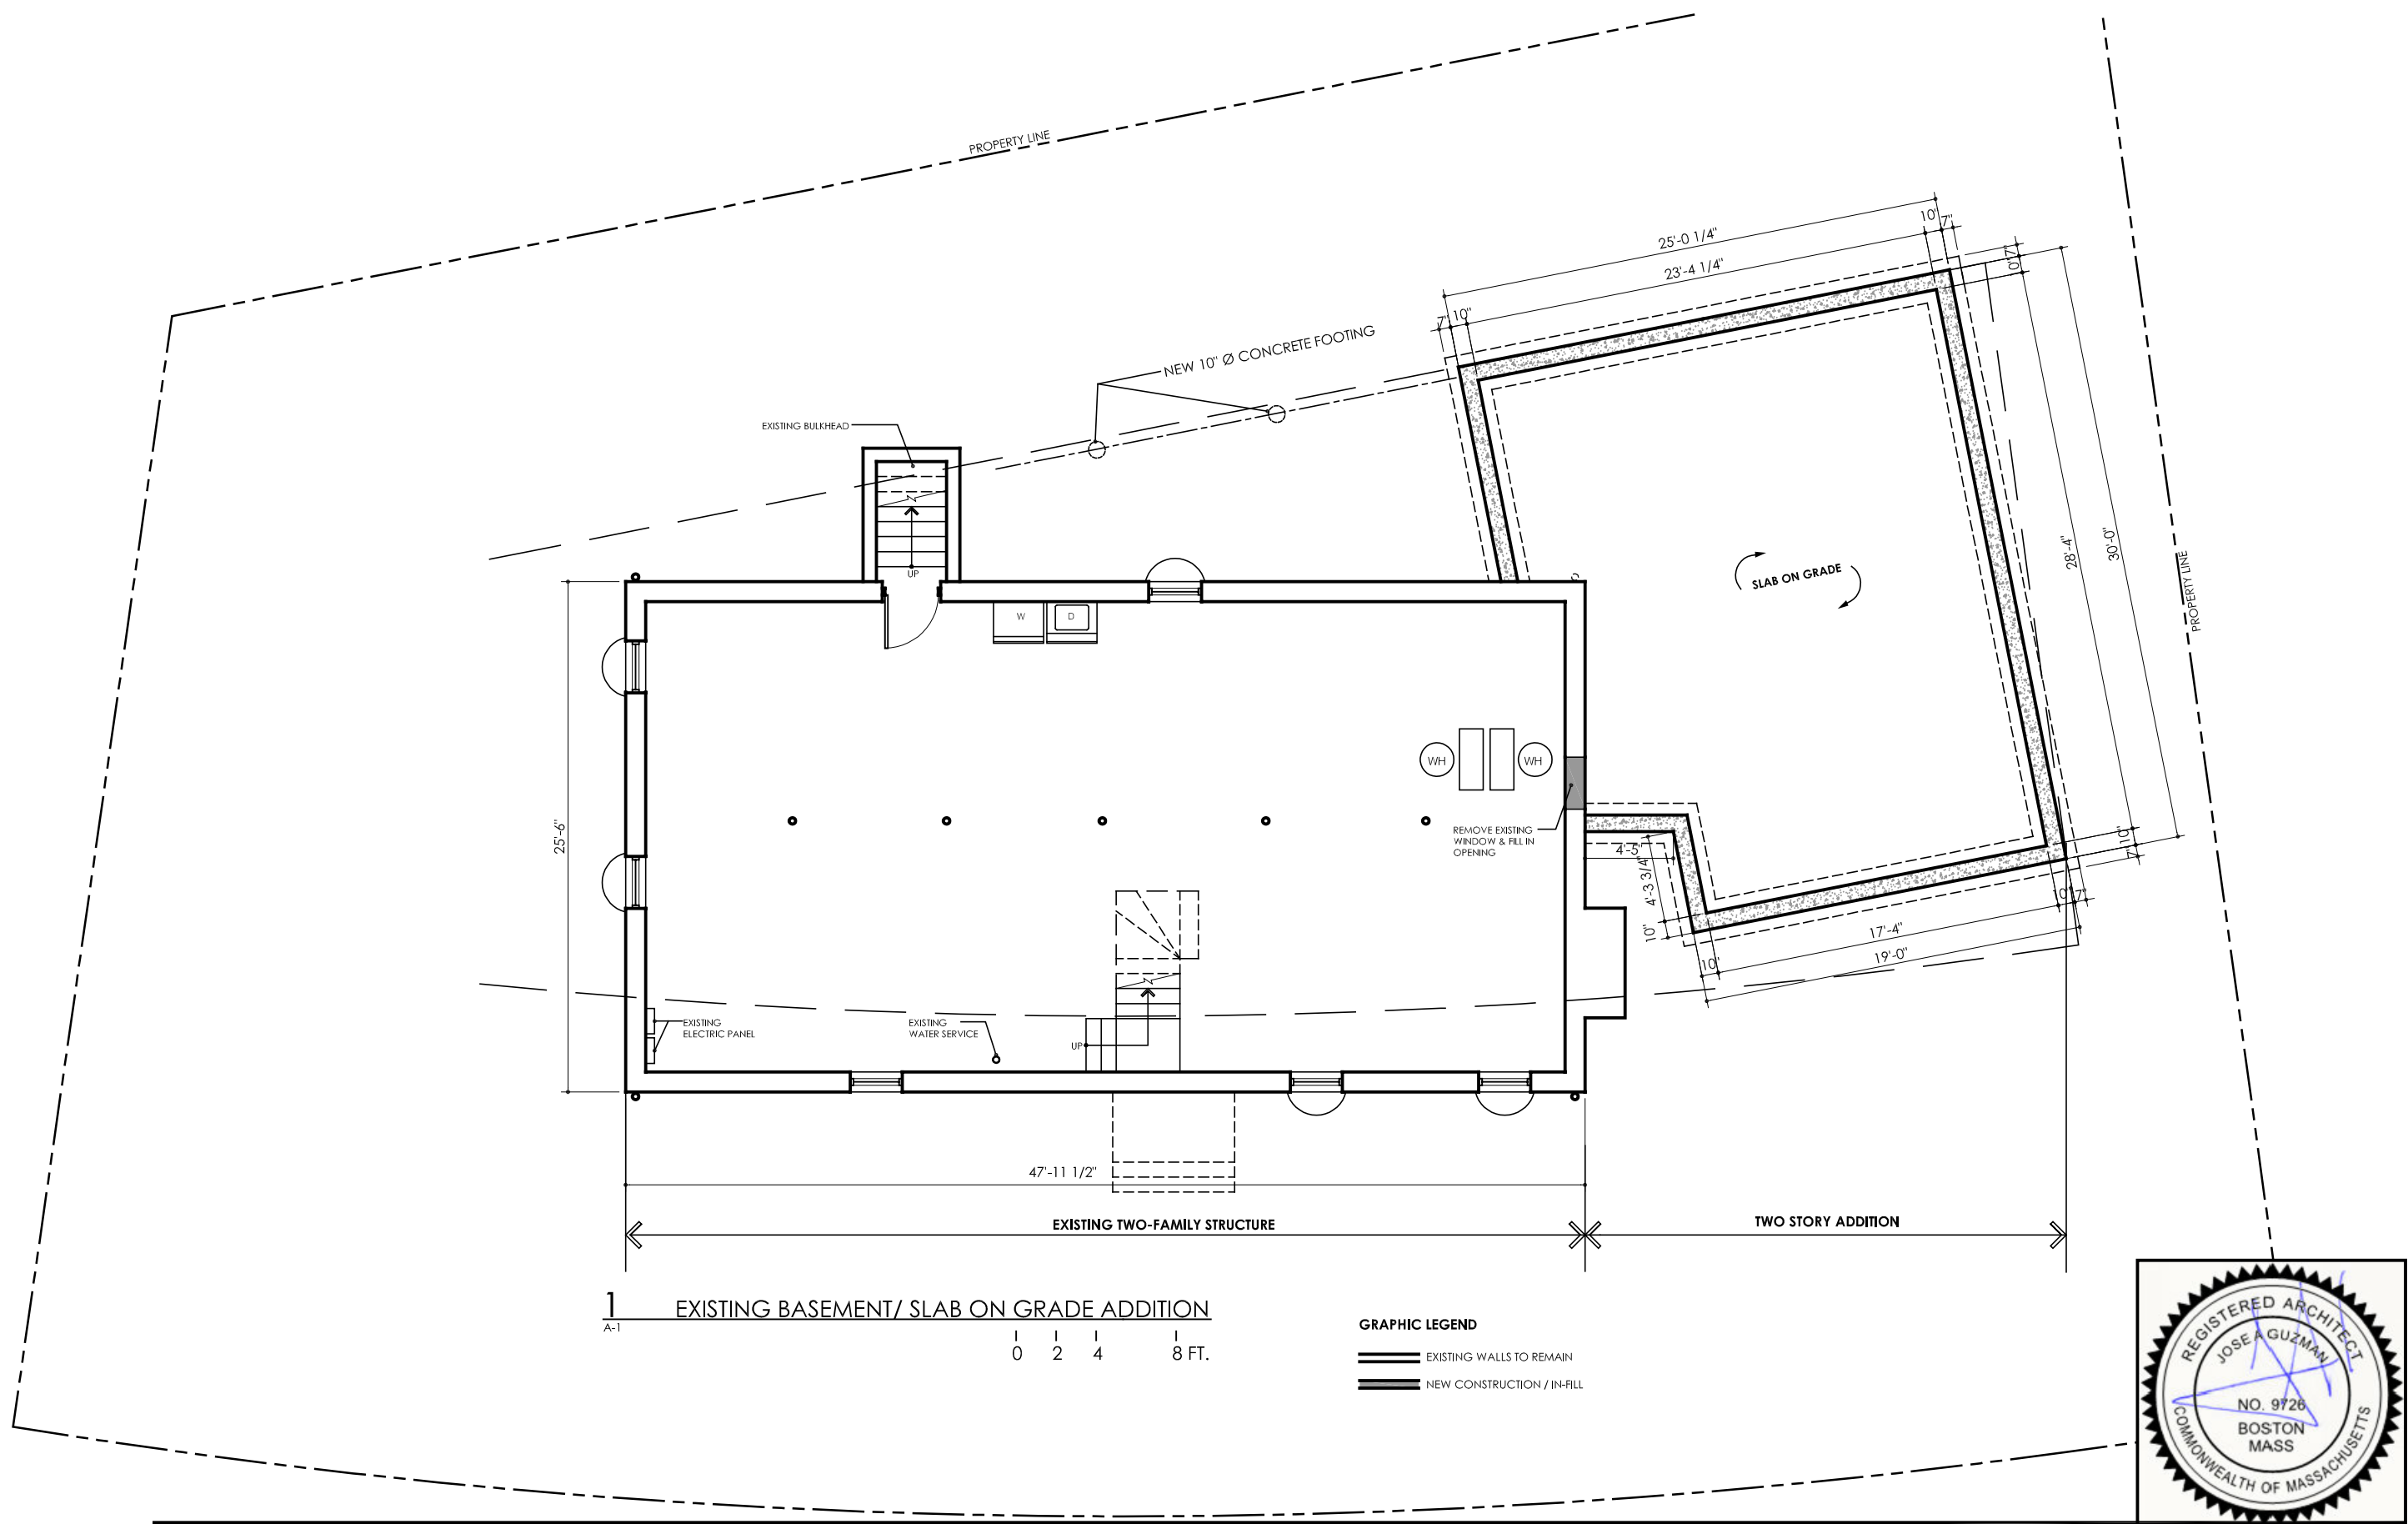 PROPERTY LINE
25'-0 1/4"
10"
7"
23'-4 1/4"
7"
10"
7"
NEW 10" Ø CONCRETE FOOTING
EXISTING BULKHEAD
UP
W
D
SLAB ON GRADE
28'-4"
30'-0"
PROPERTY LINE
25'-6"
WH
WH
REMOVE EXISTING
WINDOW & FILL IN
OPENING
4'-5"
4'-3 3/4"
10"
10"
7"
10"
7"
10"
17'-4"
19'-0"
EXISTING
ELECTRIC PANEL
EXISTING
WATER SERVICE
UP
47'-11 1/2"
EXISTING TWO-FAMILY STRUCTURE
TWO STORY ADDITION
1
A-1
EXISTING BASEMENT/ SLAB ON GRADE ADDITION
0 2 4 8 FT.
GRAPHIC LEGEND
EXISTING WALLS TO REMAIN
NEW CONSTRUCTION / IN-FILL
REGISTERED ARCHITECT
JOSE A GUZMAN
NO. 9726
BOSTON
MASS
COMMONWEALTH OF MASSACHUSETTS